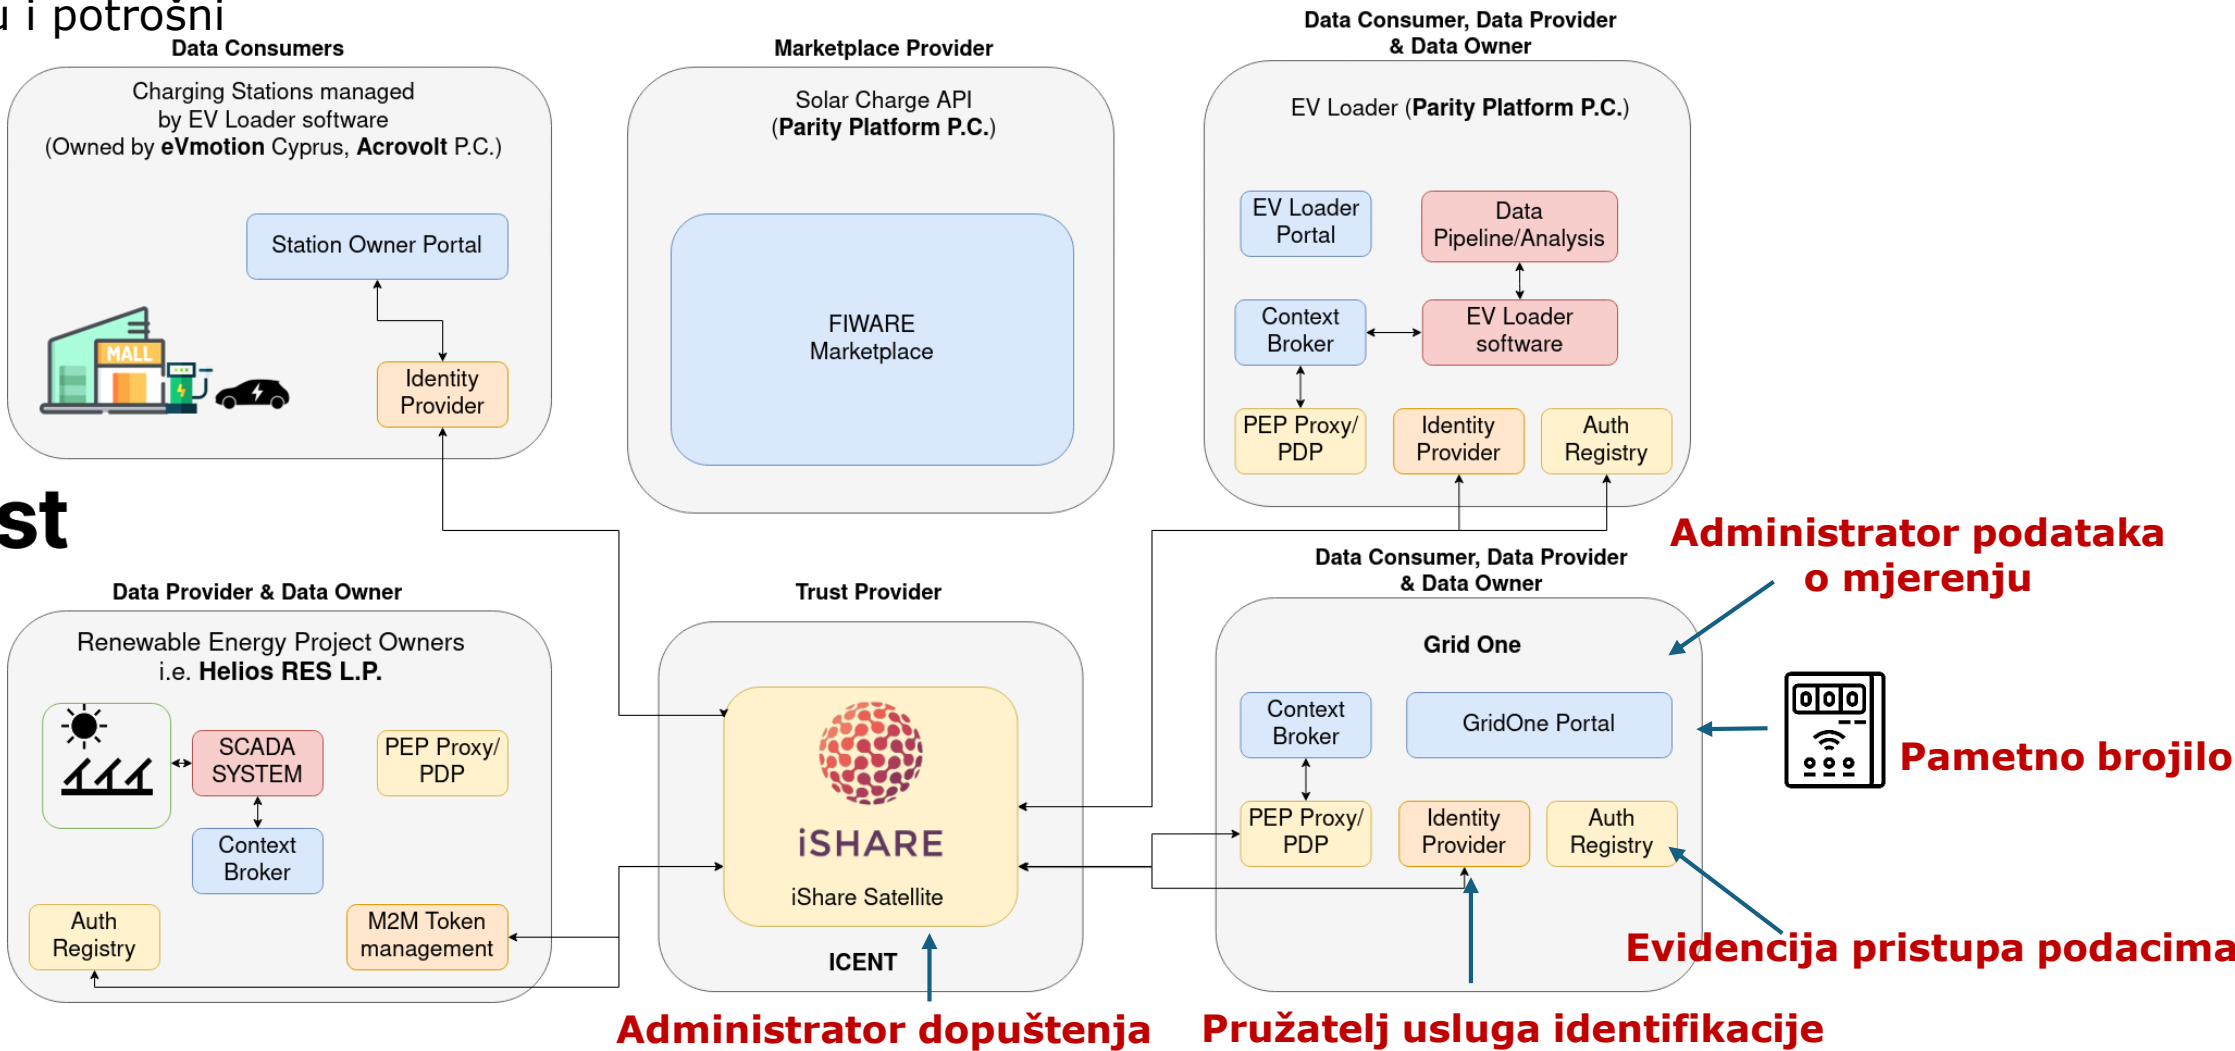 u i potrošni
Data Consumers
Charging Stations managed
by EV Loader software
(Owned by eVmotion Cyprus, Acrovolt P.C.)
Station Owner Portal
MALL
Identity
Provider
Marketplace Provider
Solar Charge API
(Parity Platform P.C.)
FIWARE
Marketplace
Data Consumer, Data Provider
& Data Owner
EV Loader (Parity Platform P.C.)
EV Loader
Portal
Data
Pipeline/Analysis
Context
Broker
EV Loader
software
PEP Proxy/
PDP
Identity
Provider
Auth
Registry
st
Data Provider & Data Owner
Renewable Energy Project Owners
i.e. Helios RES L.P.
SCADA
SYSTEM
PEP Proxy/
PDP
Context
Broker
Auth
Registry
M2M Token
management
Trust Provider
iSHARE
iShare Satellite
ICENT
Administrator dopuštenja
Data Consumer, Data Provider
& Data Owner
Grid One
Context
Broker
GridOne Portal
PEP Proxy/
PDP
Identity
Provider
Auth
Registry
Administrator podataka
o mjerenju
000
Pametno brojilo
Evidencija pristupa podacima
Pružatelj usluga identifikacije